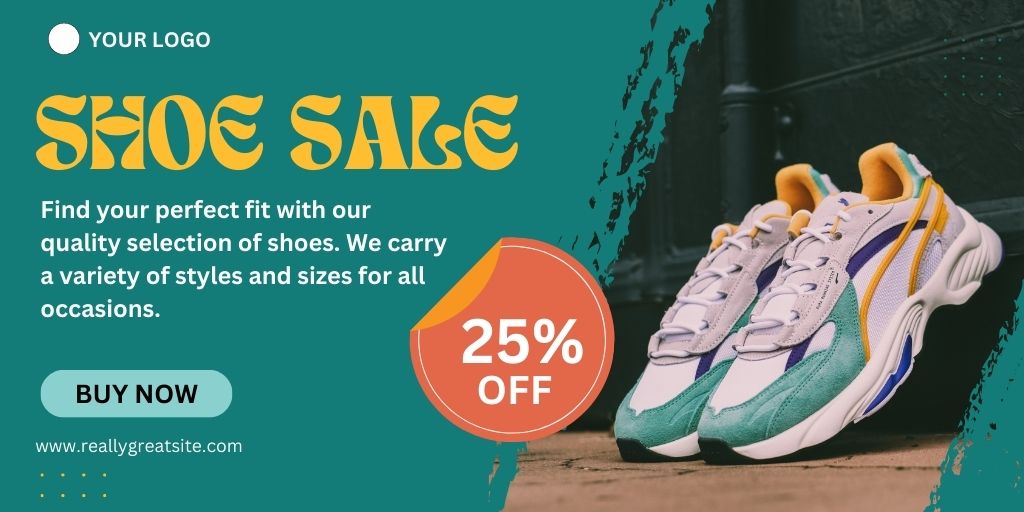 YOUR LOGO
SHOE SALE
Find your perfect fit with our
quality selection of shoes. We carry
a variety of styles and sizes for all
occasions.
25%
OFF
BUY NOW
www.reallygreatsite.com